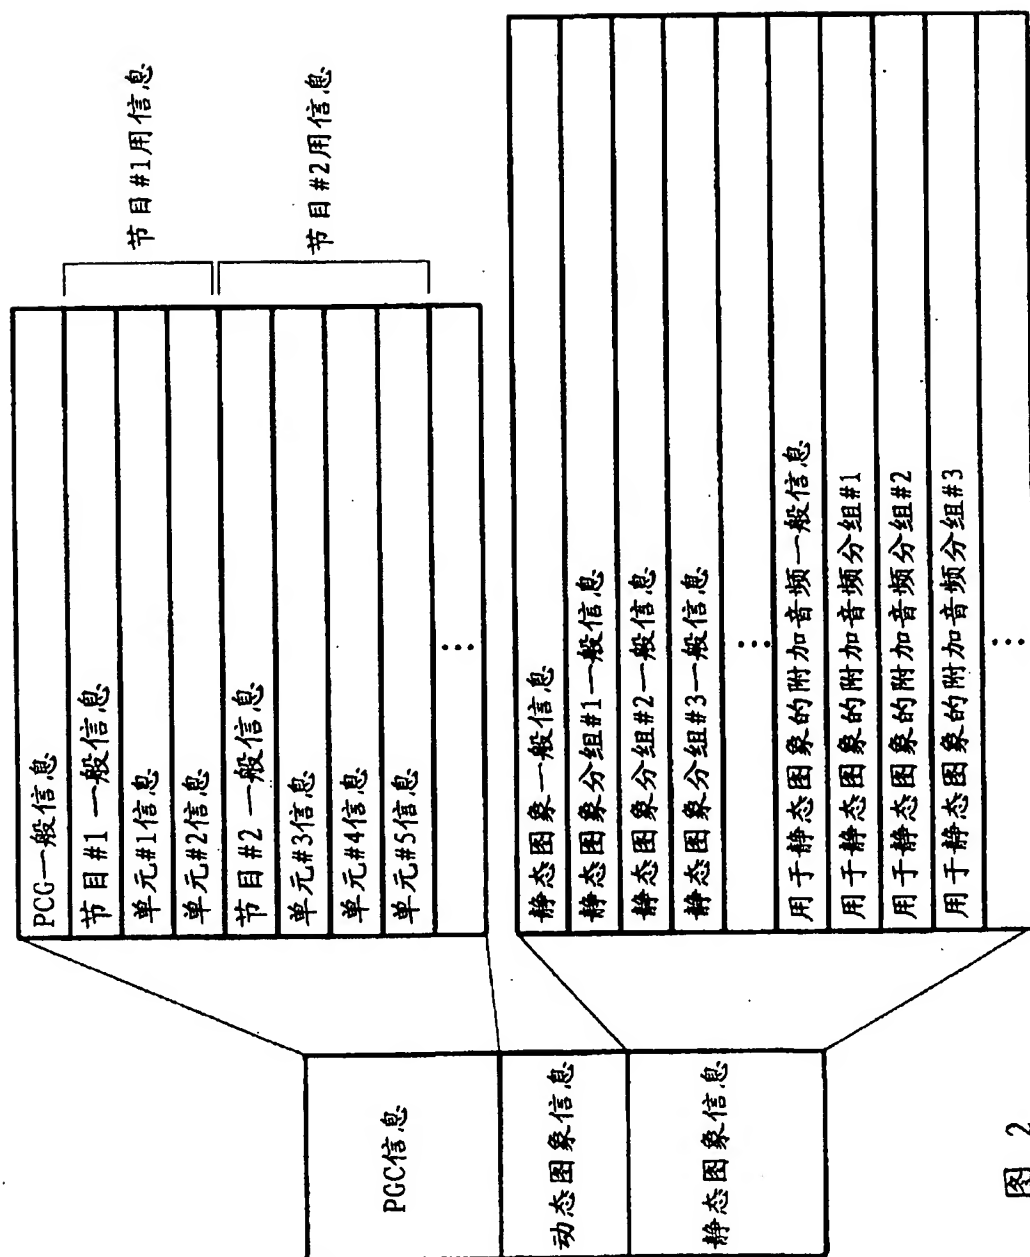 PGC信息
动态图象信息
静态图象信息
PCG一般信息
节目#1 一般信息
单元#1信息
单元#2信息
节目#2 一般信息
单元#3信息
单元#4信息
单元#5信息
⋮
节目#1用信息
节目#2用信息
静态图象一般信息
静态图象分组#1一般信息
静态图象分组#2一般信息
静态图象分组#3一般信息
⋮
用于静态图象的附加音频一般信息
用于静态图象的附加音频分组#1
用于静态图象的附加音频分组#2
用于静态图象的附加音频分组#3
⋮
图 2